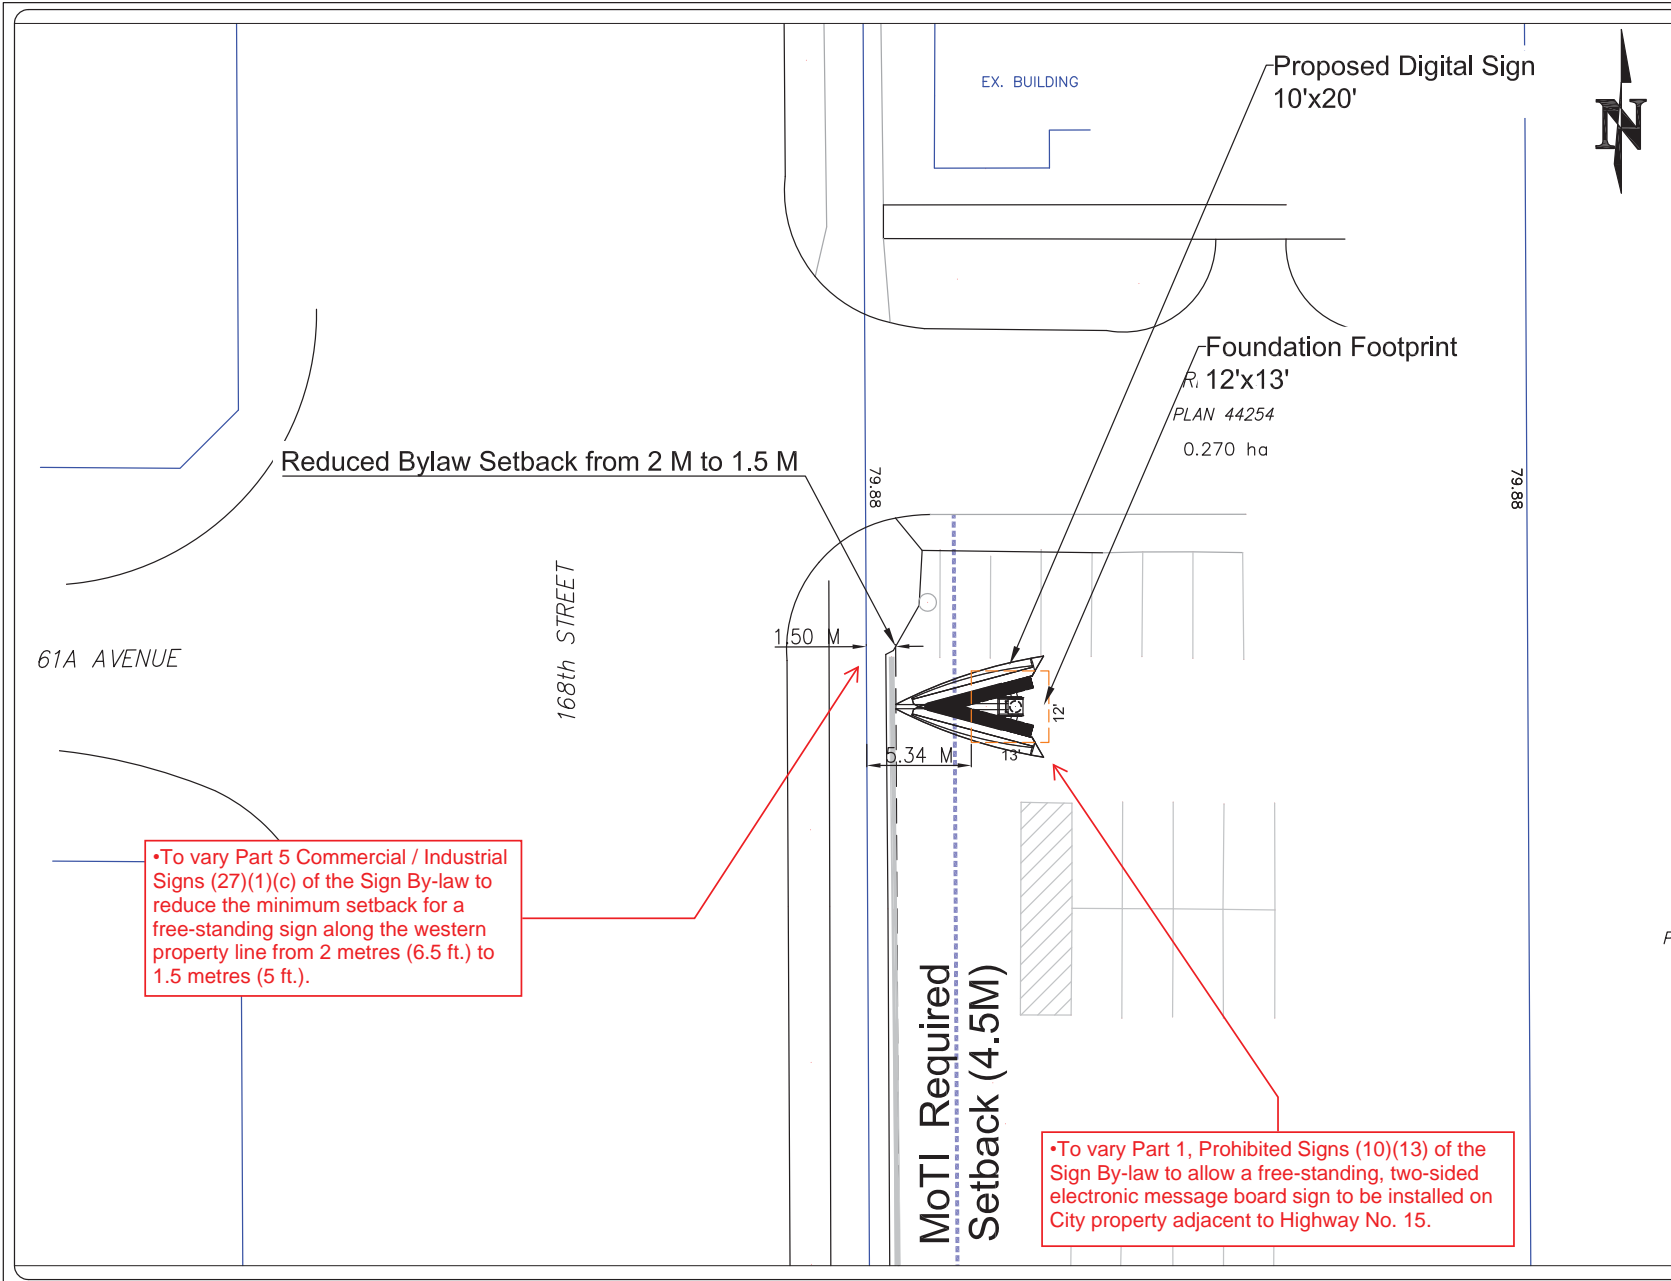 EX. BUILDING
Proposed Digital Sign
10'x20'
N
Foundation Footprint
12'x13'
PLAN 44254
0.270 ha
Reduced Bylaw Setback from 2 M to 1.5 M
79.88
79.88
61A AVENUE
168th STREET
1.50 M
12'
13'
5.34 M
•To vary Part 5 Commercial / Industrial
Signs (27)(1)(c) of the Sign By-law to
reduce the minimum setback for a
free-standing sign along the western
property line from 2 metres (6.5 ft.) to
1.5 metres (5 ft.).
MoTI Required
Setback (4.5M)
•To vary Part 1, Prohibited Signs (10)(13) of the
Sign By-law to allow a free-standing, two-sided
electronic message board sign to be installed on
City property adjacent to Highway No. 15.